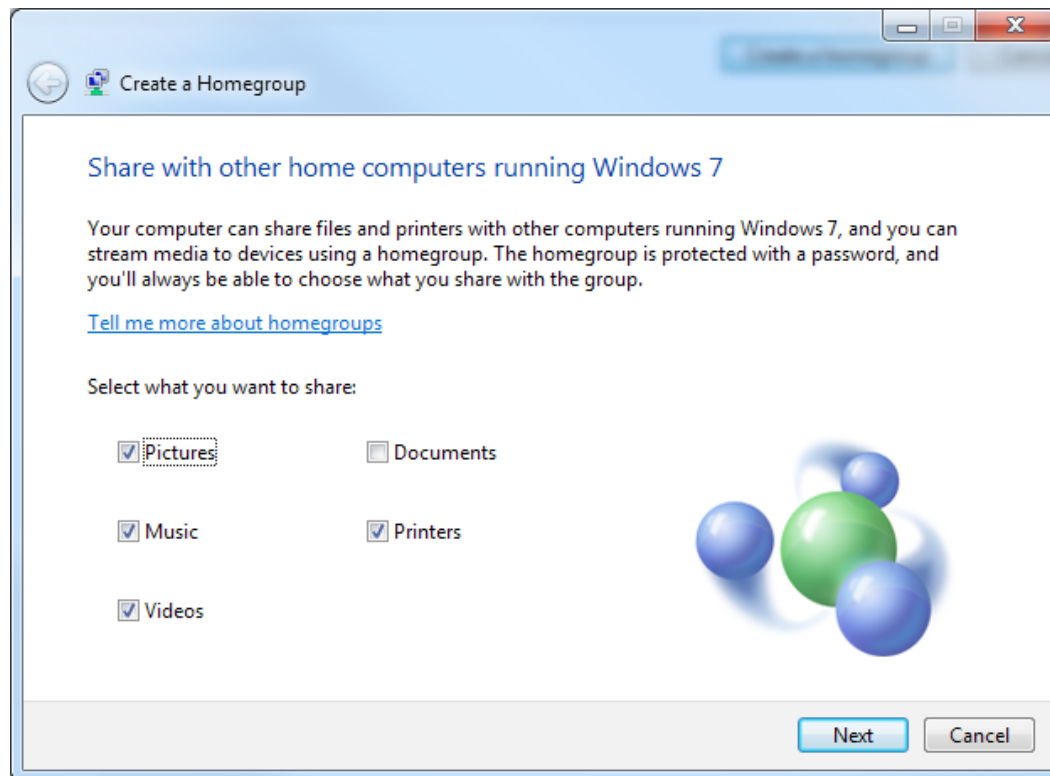 Create a Homegroup
Share with other home computers running Windows 7
Your computer can share files and printers with other computers running Windows 7, and you can
stream media to devices using a homegroup. The homegroup is protected with a password, and
you'll always be able to choose what you share with the group.
Tell me more about homegroups
Select what you want to share:
Pictures
Documents
Music
Printers
Videos
Next
Cancel